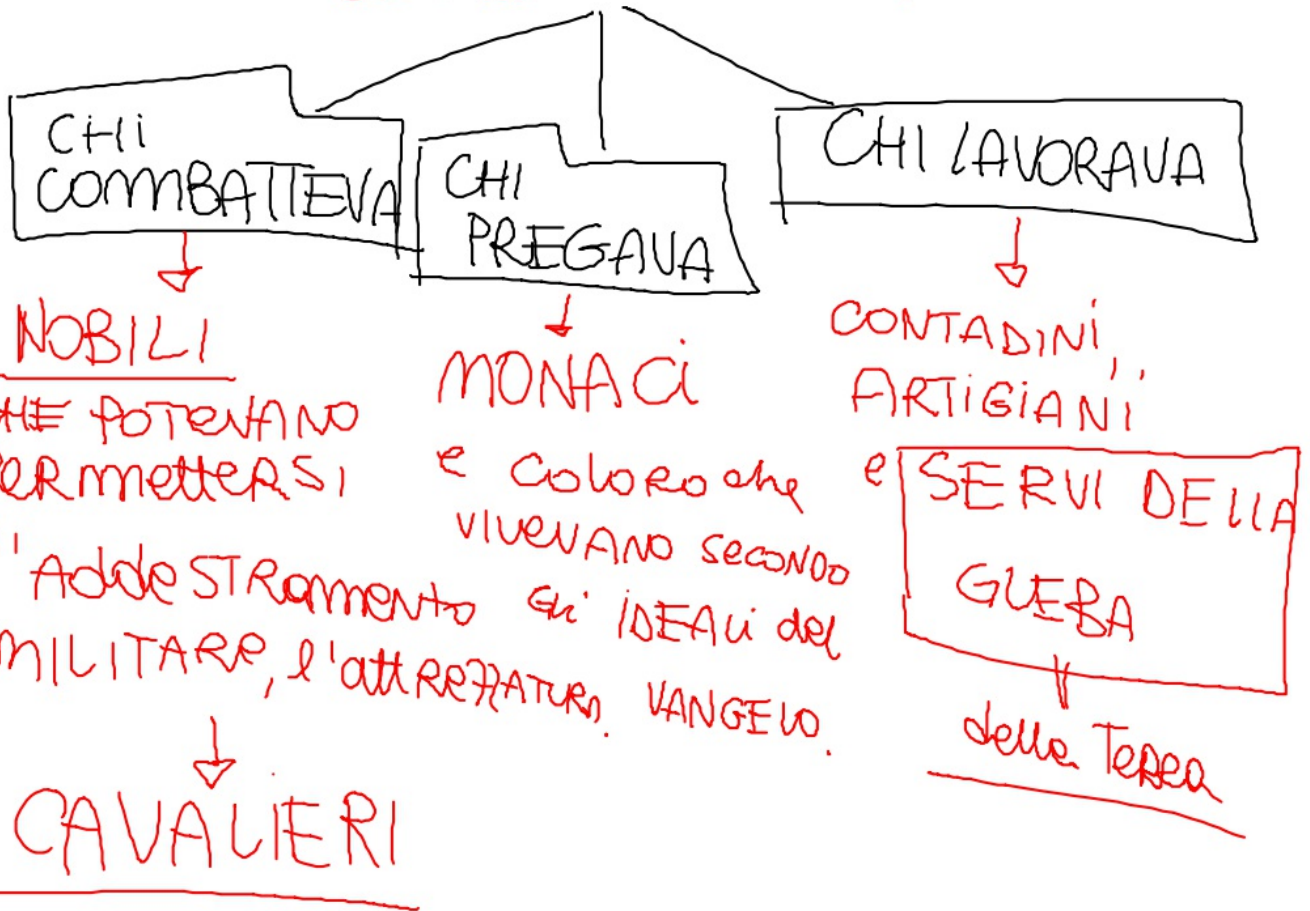 CHI
COMBATTEVA
NOBILI
HE POTEVANO
ERMETTERSI
'AddeSTRAMENTO
MILITARE, l'attREZZATURA.
CAVALIERI
CHI
PREGAVA
MONACi
e COLORO che
VIVEVANO SECONDO
Gli iDEALi del
VANGELO.
CHI LAVORAVA
CONTADINI,
ARTIGIANI
e SERVI DELLA
GLEBA
della TERRA